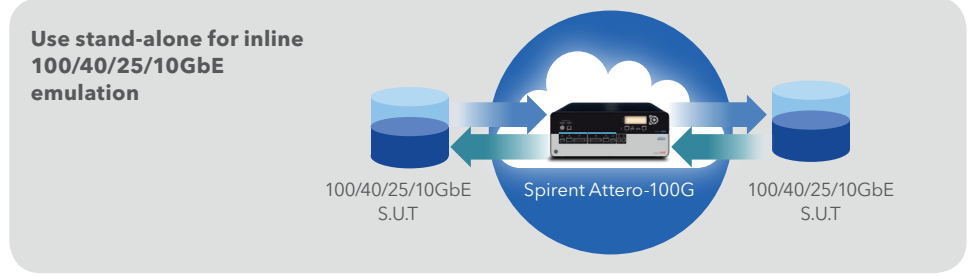 Use stand-alone for inline
100/40/25/10GbE
emulation
100/40/25/10GbE
S.U.T
Spirent Attero-100G
100/40/25/10GbE
S.U.T